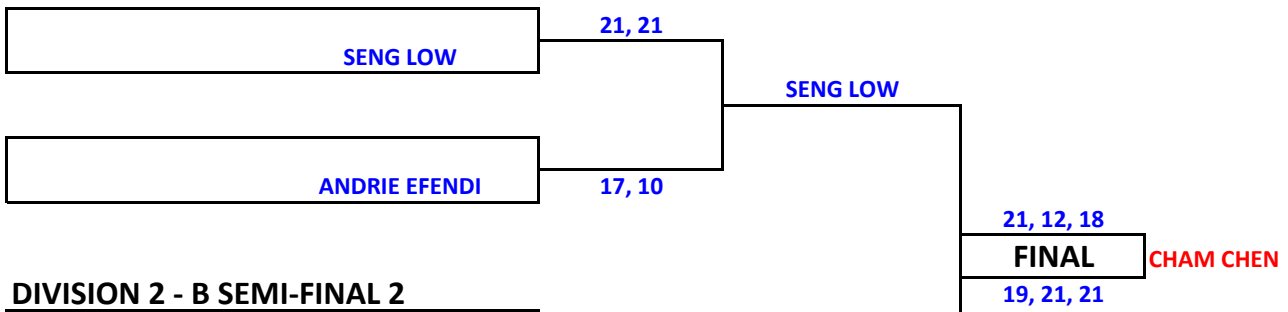 21, 21
SENG LOW
SENG LOW
ANDRIE EFENDI
17, 10
21, 12, 18
FINAL
CHAM CHEN
DIVISION 2 - B SEMI-FINAL 2
19, 21, 21